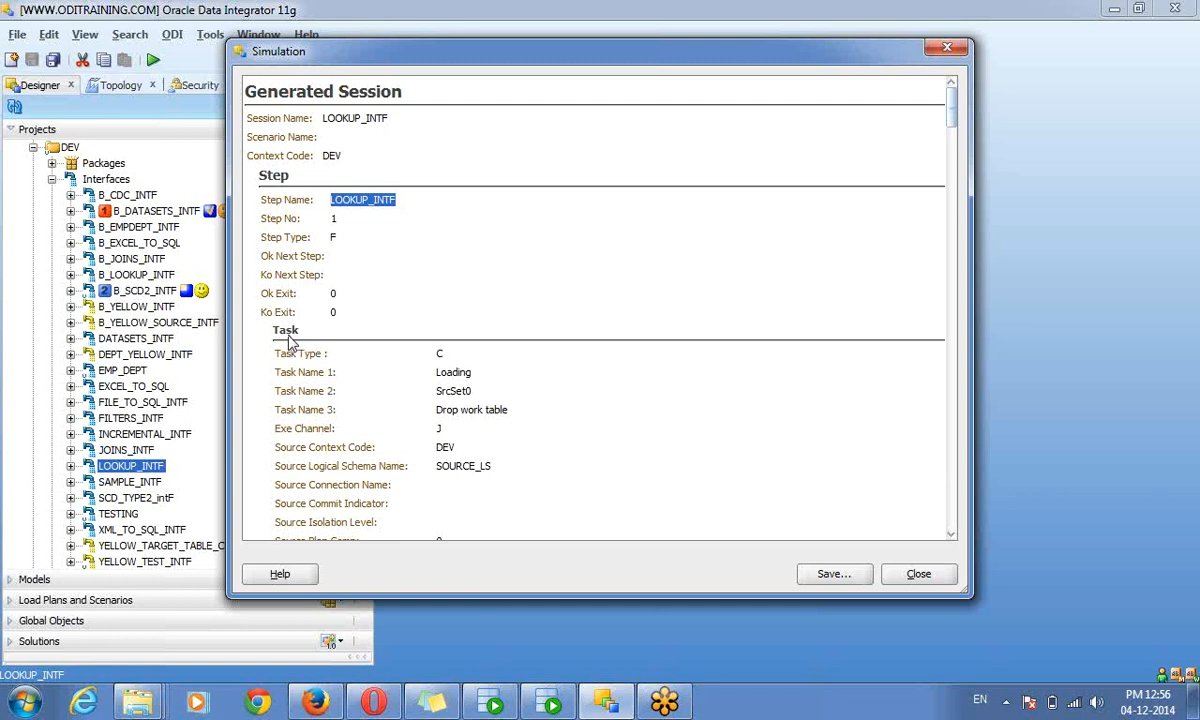 [WWW.ODITRAINING.COM] Oracle Data Integrator 11g
File Edit View Search ODI Tools Window Help
Simulation
Designer x Topology x Security
Projects
DEV
Packages
Interfaces
B_CDC_INTF
1 B_DATASETS_INTF
B_EMPDEPT_INTF
B_EXCEL_TO_SQL
B_JOINS_INTF
B_LOOKUP_INTF
2 B_SCD2_INTF
B_YELLOW_INTF
B_YELLOW_SOURCE_INTF
DATASETS_INTF
DEPT_YELLOW_INTF
EMP_DEPT
EXCEL_TO_SQL
FILE_TO_SQL_INTF
FILTERS_INTF
INCREMENTAL_INTF
JOINS_INTF
LOOKUP_INTF
SAMPLE_INTF
SCD_TYPE2_intF
TESTING
XML_TO_SQL_INTF
YELLOW_TARGET_TABLE_C
YELLOW_TEST_INTF
Models
Load Plans and Scenarios
Global Objects
Solutions
1.0
LOOKUP_INTF
Generated Session
Session Name: LOOKUP_INTF
Scenario Name:
Context Code: DEV
Step
Step Name: LOOKUP_INTF
Step No: 1
Step Type: F
Ok Next Step:
Ko Next Step:
Ok Exit: 0
Ko Exit: 0
Task
Task Type : C
Task Name 1: Loading
Task Name 2: SrcSet0
Task Name 3: Drop work table
Exe Channel: J
Source Context Code: DEV
Source Logical Schema Name: SOURCE_LS
Source Connection Name:
Source Commit Indicator:
Source Isolation Level:
Help Save... Close
EN
PM 12:56
04-12-2014